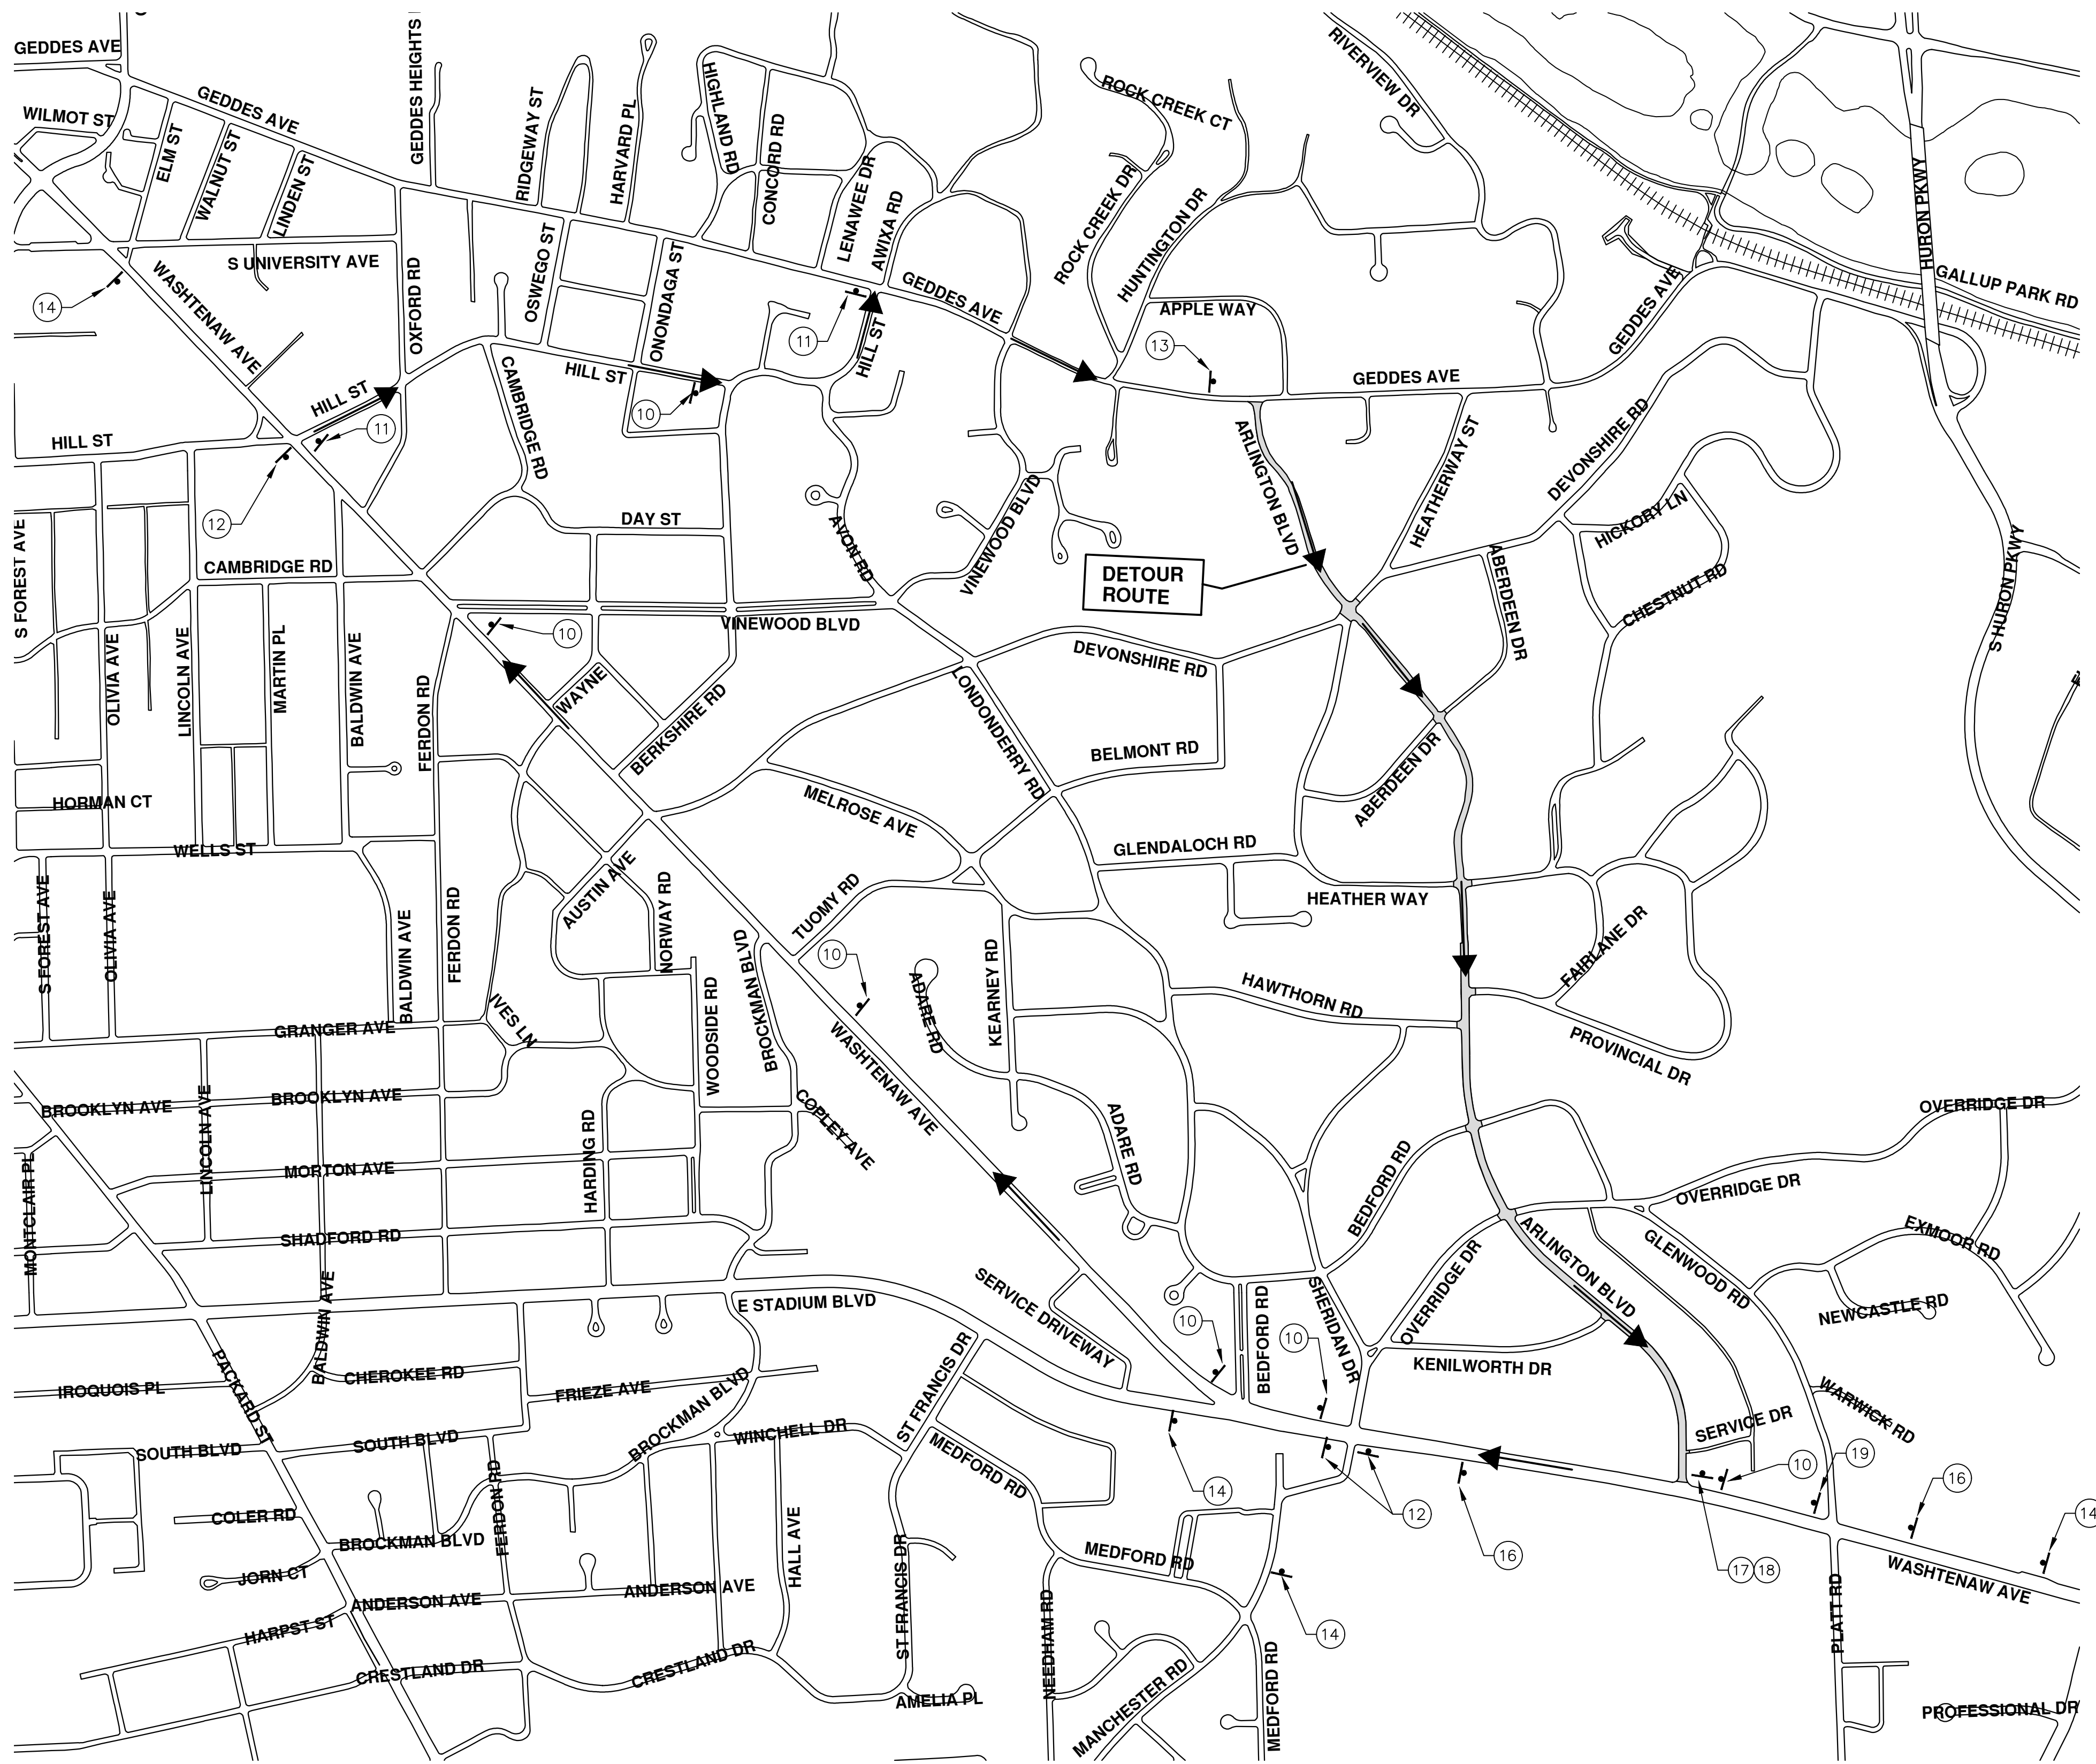 GEDDES AVE
GEDDES HEIGHTS
WILMOT ST
GEDDES AVE
ELM ST
WALNUT ST
LINDEN ST
RIDGEWAY ST
HARVARD PL
HIGHLAND RD
CONCORD RD
LENAWEE DR
AWIXA RD
ROCK CREEK CT
ROCK CREEK DR
HUNTINGTON DR
RIVERVIEW DR
HURON PKWY
GALLUP PARK RD
S UNIVERSITY AVE
WASHTENAW AVE
14
OXFORD RD
OSWEGO ST
ONONDAGA ST
GEDDES AVE
APPLE WAY
GEDDES AVE
11
HILL ST
13
HILL ST
HILL ST
10
GEDDES AVE
HILL ST
11
12
CAMBRIDGE RD
ARLINGTON BLVD
HEATHERWAY ST
DEVONSHIRE RD
HICKORY LN
CHESTNUT RD
S HURON PKWY
S FOREST AVE
DAY ST
AVON RD
VINEWOOD BLVD
DETOUR
ROUTE
ABERDEEN DR
CAMBRIDGE RD
10
VINEWOOD BLVD
OLIVIA AVE
LINCOLN AVE
MARTIN PL
BALDWIN AVE
FERDON RD
WAYNE
BERKSHIRE RD
DEVONSHIRE RD
LONDONDERRY RD
BELMONT RD
ABERDEEN DR
HORMAN CT
MELROSE AVE
WELLS ST
GLENDALOCH RD
HEATHER WAY
S FOREST AVE
OLIVIA AVE
BALDWIN AVE
FERDON RD
AUSTIN AVE
NORWAY RD
TUOMY RD
10
BROCKMAN BLVD
WOODSIDE RD
ADARE RD
KEARNEY RD
HAWTHORN RD
FAIRLANE DR
PROVINCIAL DR
GRANGER AVE
IVES LN
WASHTENAW AVE
BROOKLYN AVE
BROOKLYN AVE
LINCOLN AVE
COPLEY AVE
HARDING RD
ADARE RD
BEDFORD RD
OVERRIDGE DR
OVERRIDGE DR
MORTON AVE
MONTCLAIR PL
SHADFORD RD
BALDWIN AVE
E STADIUM BLVD
SERVICE DRIVEWAY
10
BEDFORD RD
10
SHERIDAN DR
OVERRIDGE DR
ARLINGTON BLVD
GLENWOOD RD
EXMOOR RD
NEWCASTLE RD
KENILWORTH DR
PACKARD ST
IROQUOIS PL
CHEROKEE RD
FRIEZE AVE
BROCKMAN BLVD
ST FRANCIS DR
WARWICK RD
SERVICE DR
SOUTH BLVD
SOUTH BLVD
WINCHELL DR
MEDFORD RD
14
12
16
10
19
16
14
17
18
COLER RD
FERDON RD
BROCKMAN BLVD
HALL AVE
ST FRANCIS DR
MEDFORD RD
WASHTENAW AVE
PLATT RD
JORN CT
ANDERSON AVE
ANDERSON AVE
NEEDHAM RD
14
HARPST ST
CRESTLAND DR
CRESTLAND DR
AMELIA PL
MANCHESTER RD
MEDFORD RD
PROFESSIONAL DR